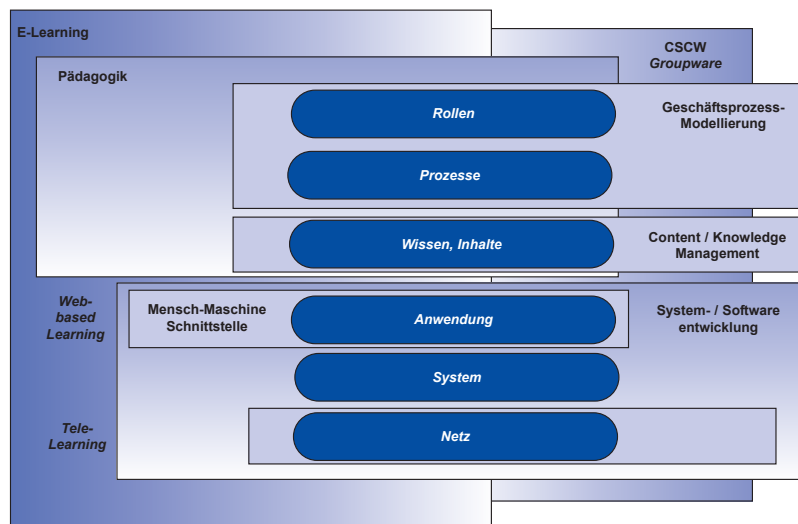 E-Learning
CSCW
Groupware
Pädagogik
Rollen
Geschäftsprozess-
Modellierung
Prozesse
Wissen, Inhalte
Content / Knowledge
Management
Web-
based
Learning
Mensch-Maschine
Schnittstelle
Anwendung
System- / Software
entwicklung
System
Tele-
Learning
Netz